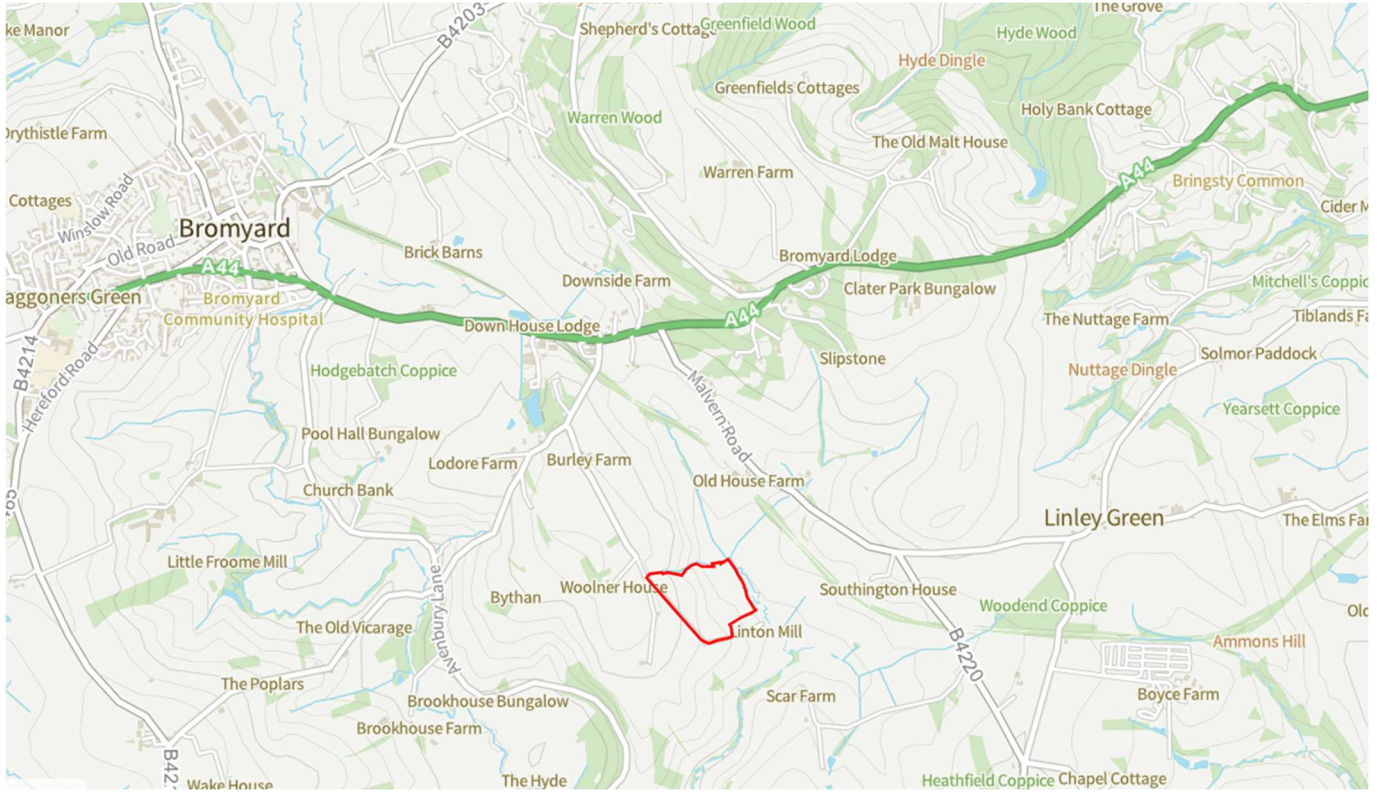 The Grove
B4203
Shepherd's Cottage
Greenfield Wood
Hyde Wood
ke Manor
Hyde Dingle
Greenfields Cottages
Holy Bank Cottage
Warren Wood
Drythistle Farm
The Old Malt House
Warren Farm
A44
Bringsty Common
Cottages
Winslow Road
Cider M
Bromyard
Old Road
Brick Barns
Bromyard Lodge
A44
Downside Farm
Clater Park Bungalow
Mitchell's Coppic
aggoners Green
Bromyard
Community Hospital
A44
The Nuttage Farm
Tiblands Fa
Down House Lodge
B4214
Hereford Road
Slipstone
Solmor Paddock
Hodgebatch Coppice
Nuttage Dingle
Malvern Road
Yearsett Coppice
Pool Hall Bungalow
Lodore Farm
Burley Farm
Old House Farm
Church Bank
465
Linley Green
The Elms Far
Little Froome Mill
Woolner House
Southington House
Bythan
Avenbury Lane
Woodend Coppice
Old
The Old Vicarage
Linton Mill
Ammons Hill
B4220
The Poplars
Scar Farm
Boyce Farm
Brookhouse Bungalow
Brookhouse Farm
B421
Wake House
The Hyde
Heathfield Coppice
Chapel Cottage